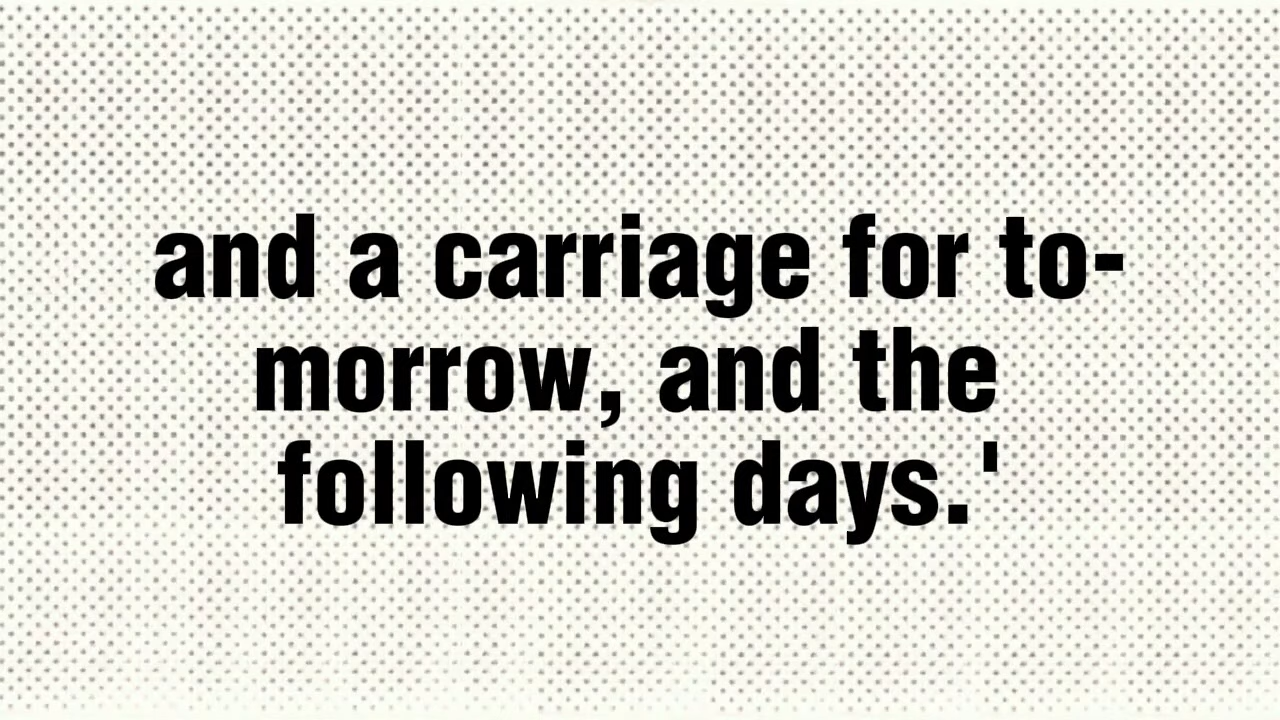 and a carriage for to-
morrow, and the
following days.'